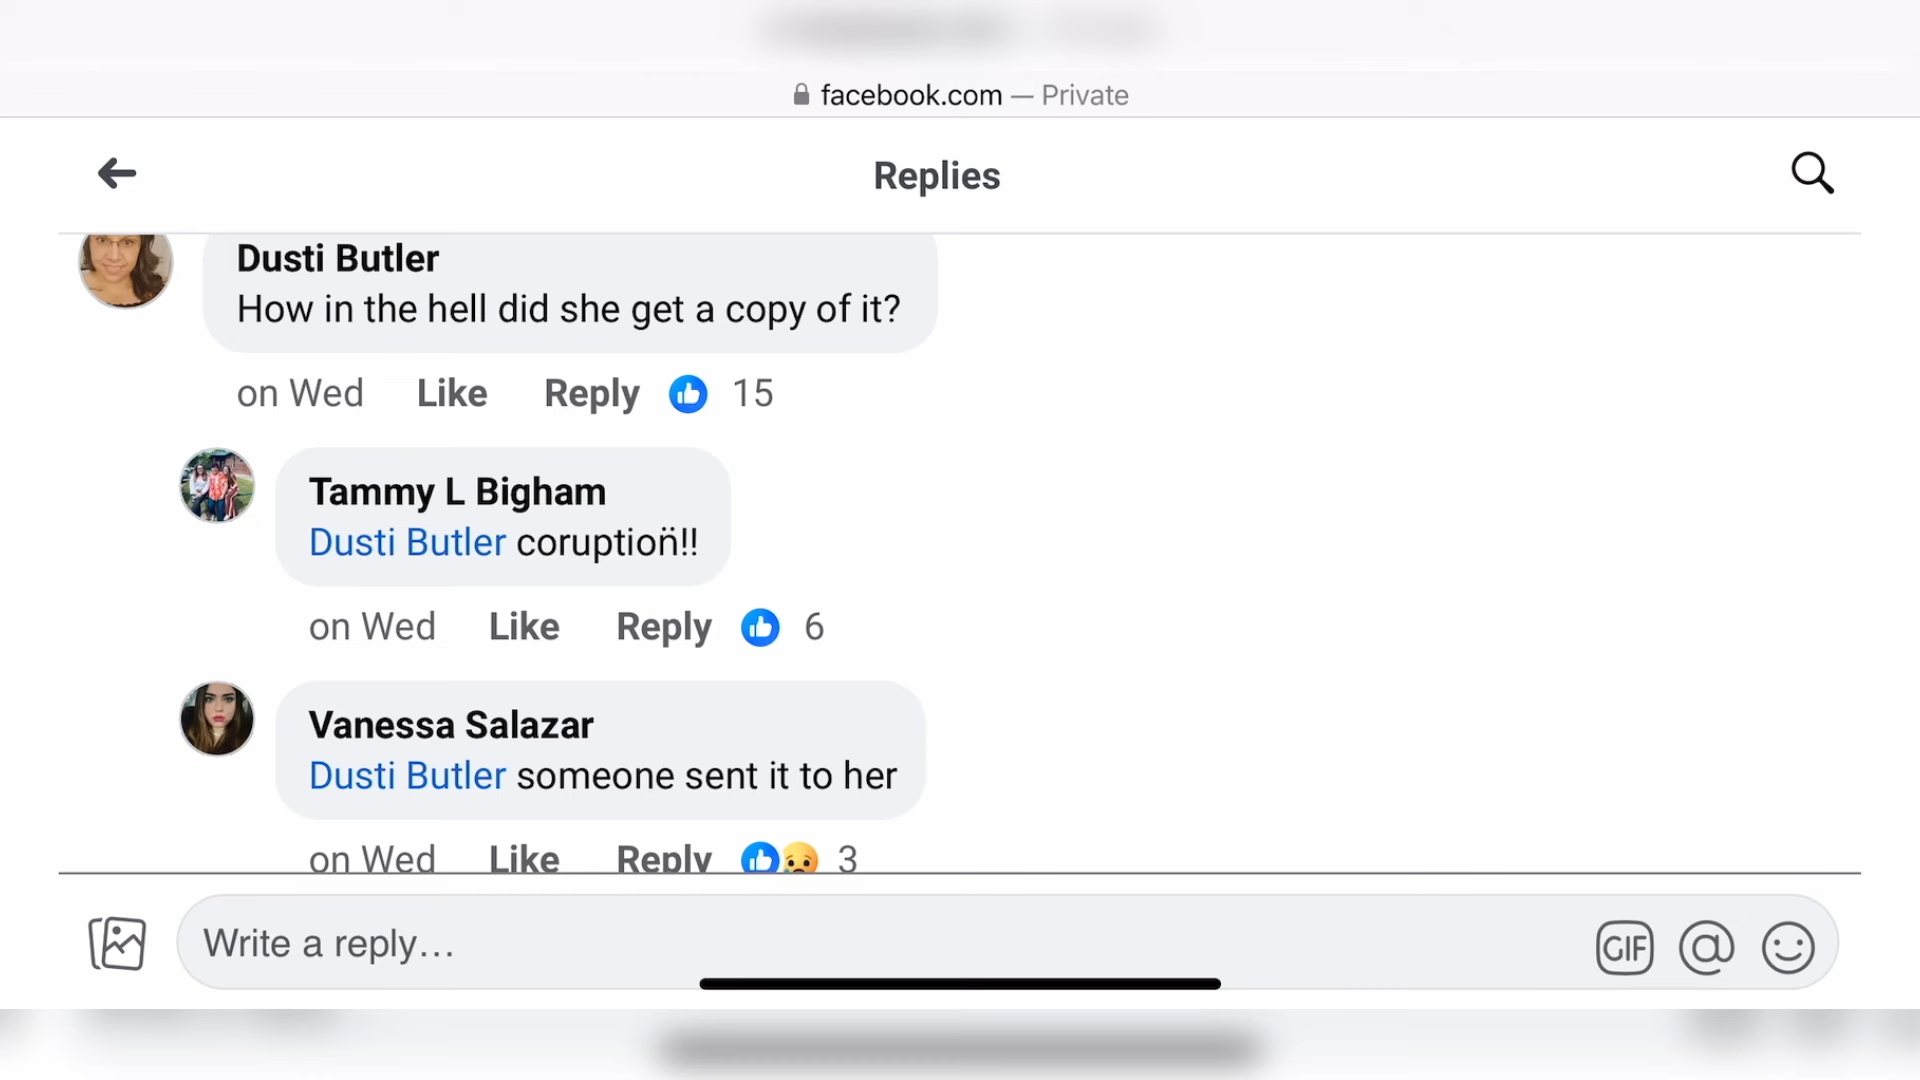 facebook.com — Private
Replies
Dusti Butler
How in the hell did she get a copy of it?
on Wed Like Reply 15
Tammy L Bigham
Dusti Butler coruption̈!!
on Wed Like Reply 6
Vanessa Salazar
Dusti Butler someone sent it to her
on Wed Like Reply 3
Write a reply...
GIF @